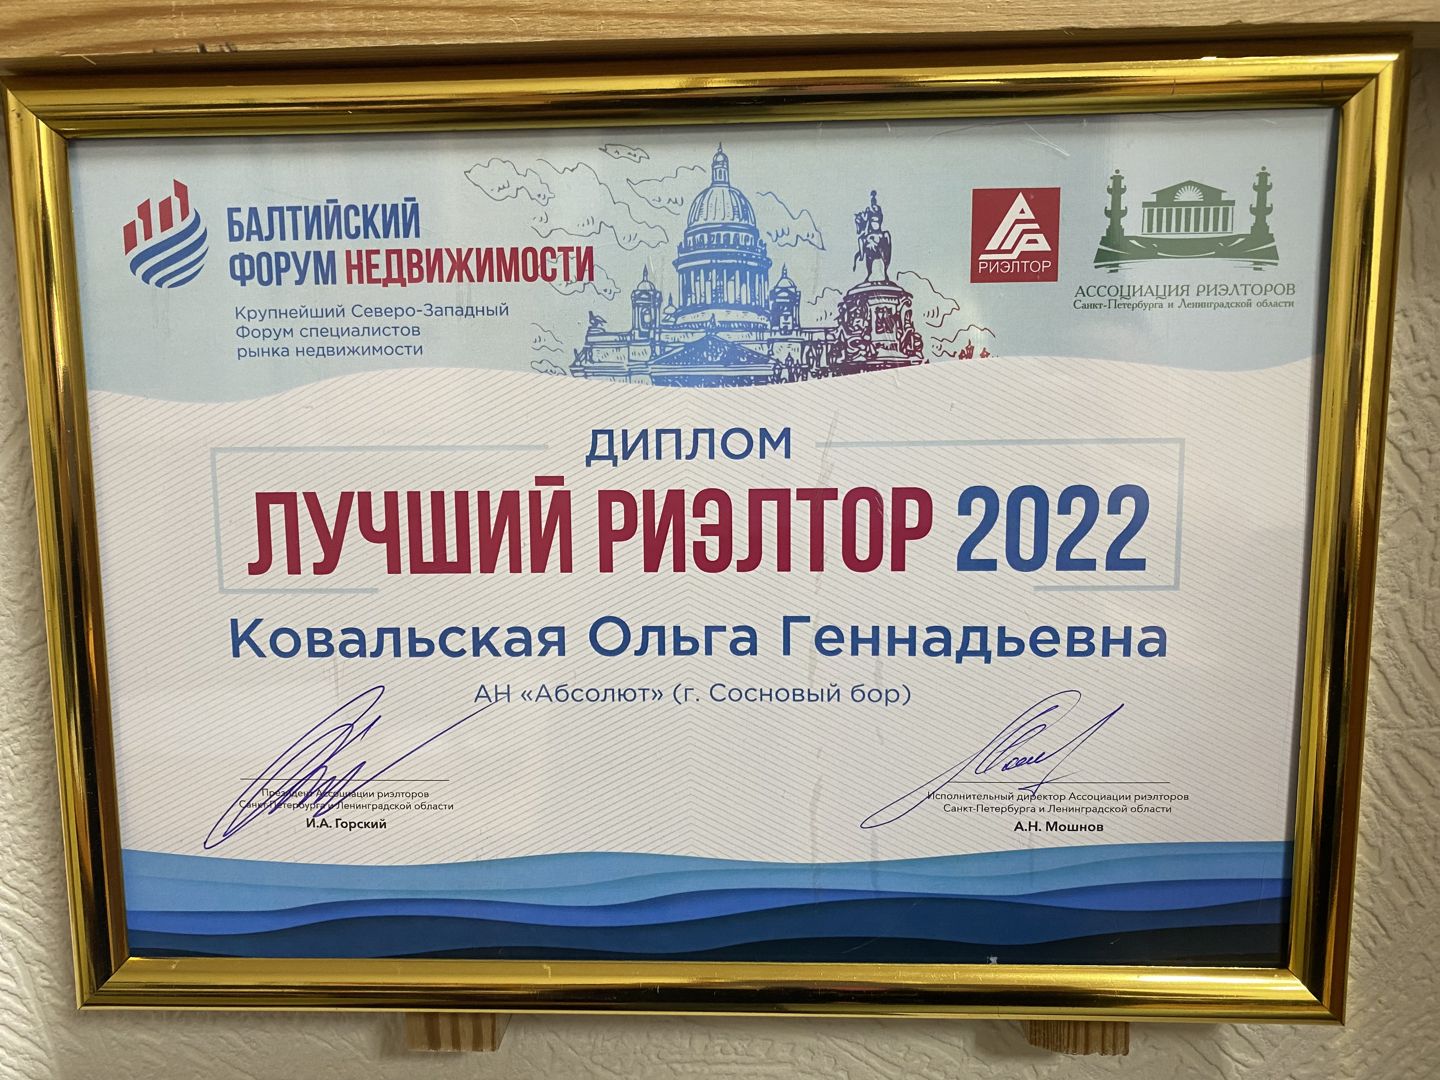 БАЛТИЙСКИЙ
ФОРУМ НЕДВИЖИМОСТИ
Крупнейший Северо-Западный
Форум специалистов
рынка недвижимости
РИЭЛТОР
АССОЦИАЦИЯ РИЭЛТОРОВ
Санкт-Петербурга и Ленинградской области
ДИПЛОМ
ЛУЧШИЙ РИЭЛТОР 2022
Ковальская Ольга Геннадьевна
АН «Абсолют» (г. Сосновый бор)
Президент Ассоциации риэлторов
Санкт-Петербурга и Ленинградской области
И.А. Горский
Исполнительный директор Ассоциации риэлторов
Санкт-Петербурга и Ленинградской области
А.Н. Мошнов